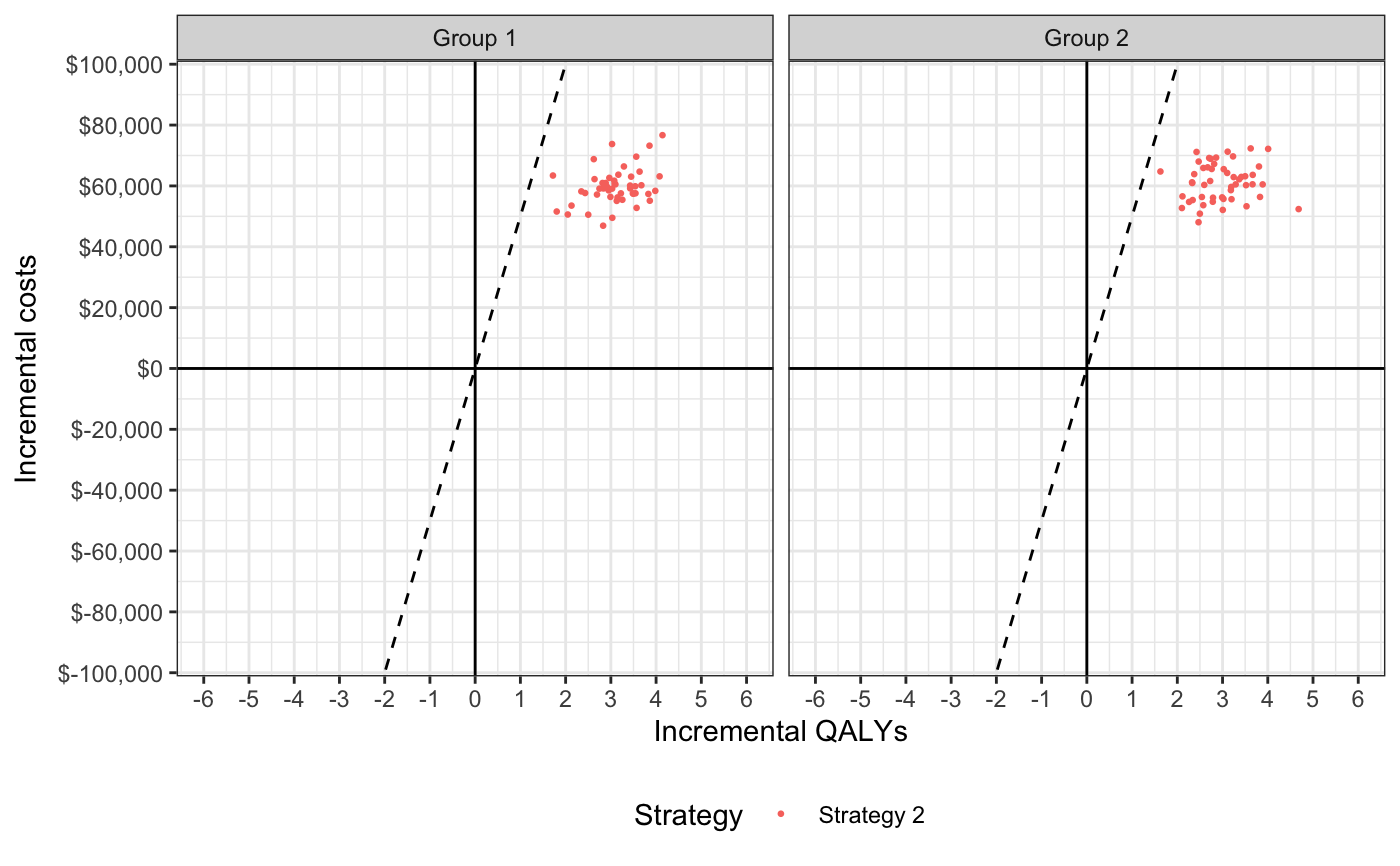 Group 1
Group 2
Incremental costs
$100,000
$80,000
$60,000
$40,000
$20,000
$0
$-20,000
$-40,000
$-60,000
$-80,000
$-100,000
-6 -5 -4 -3 -2 -1 0 1 2 3 4 5 6
-6 -5 -4 -3 -2 -1 0 1 2 3 4 5 6
Incremental QALYs
Strategy
Strategy 2